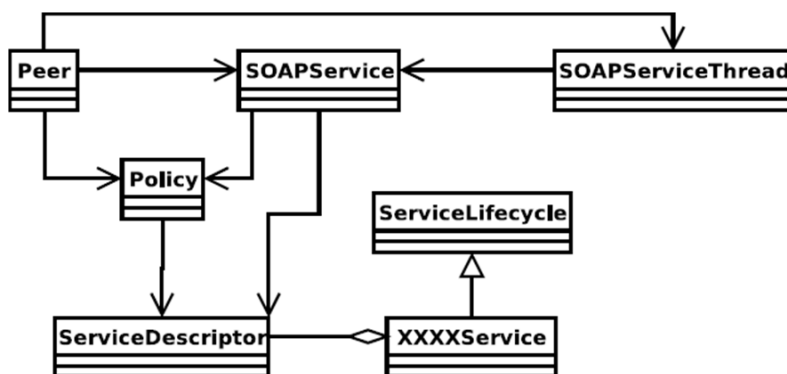 Peer
SOAPService
SOAPServiceThread
Policy
ServiceLifecycle
ServiceDescriptor
XXXXService